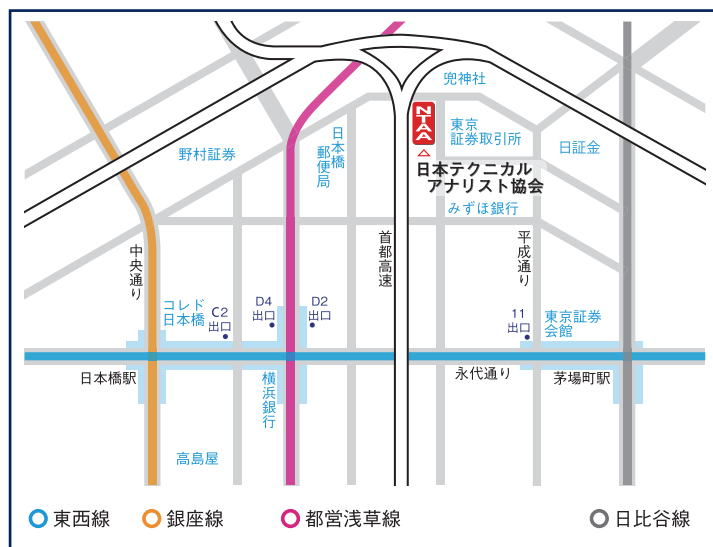 兜神社
NTAA
東京
証券取引所
日本橋
郵便局
野村証券
日証金
日本テクニカル
アナリスト協会
みずほ銀行
中央通り
首都高速
平成通り
コレド
日本橋
C2
出口
D4
出口
D2
出口
11
出口
東京証券
会館
日本橋駅
横浜銀行
永代通り
茅場町駅
高島屋
東西線
銀座線
都営浅草線
日比谷線